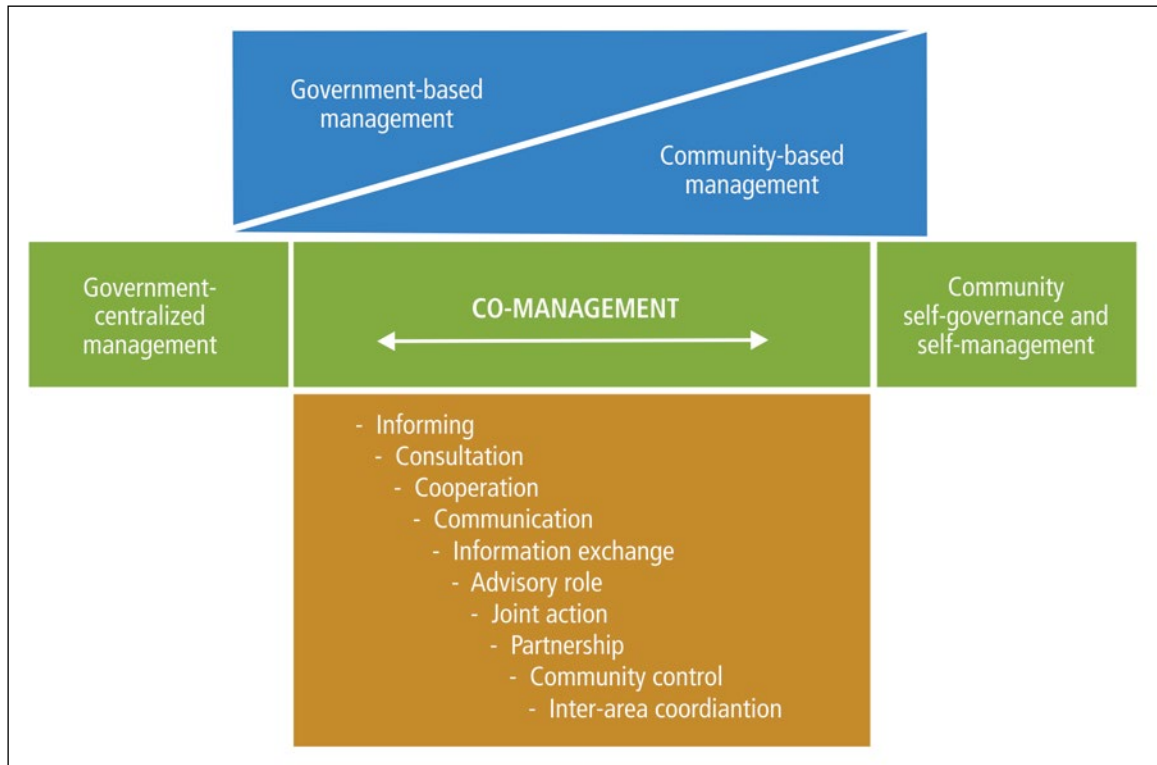 Government-based
management
Community-based
management
Government-
centralized
management
CO-MANAGEMENT
Community
self-governance and
self-management
- Informing
- Consultation
- Cooperation
- Communication
- Information exchange
- Advisory role
- Joint action
- Partnership
- Community control
- Inter-area coordiantion